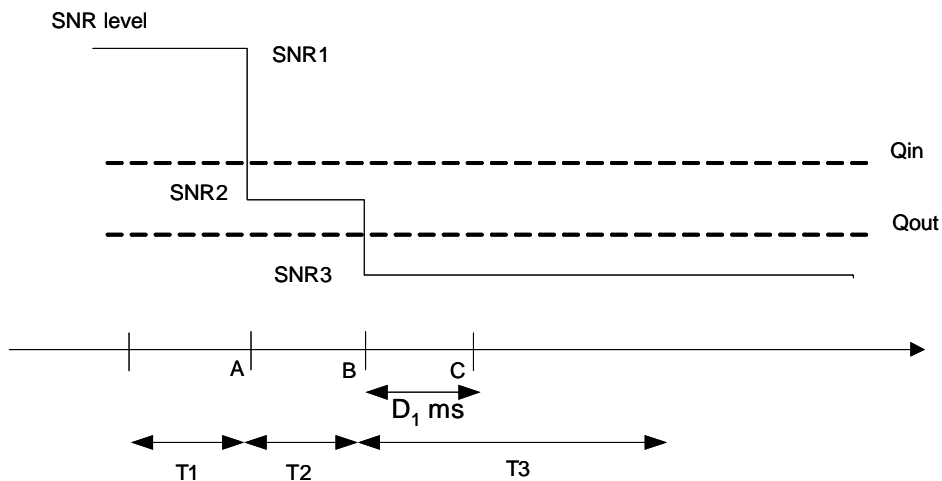 SNR level
SNR1
Qin
SNR2
Qout
SNR3
A B C
D₁ ms
T1 T2 T3